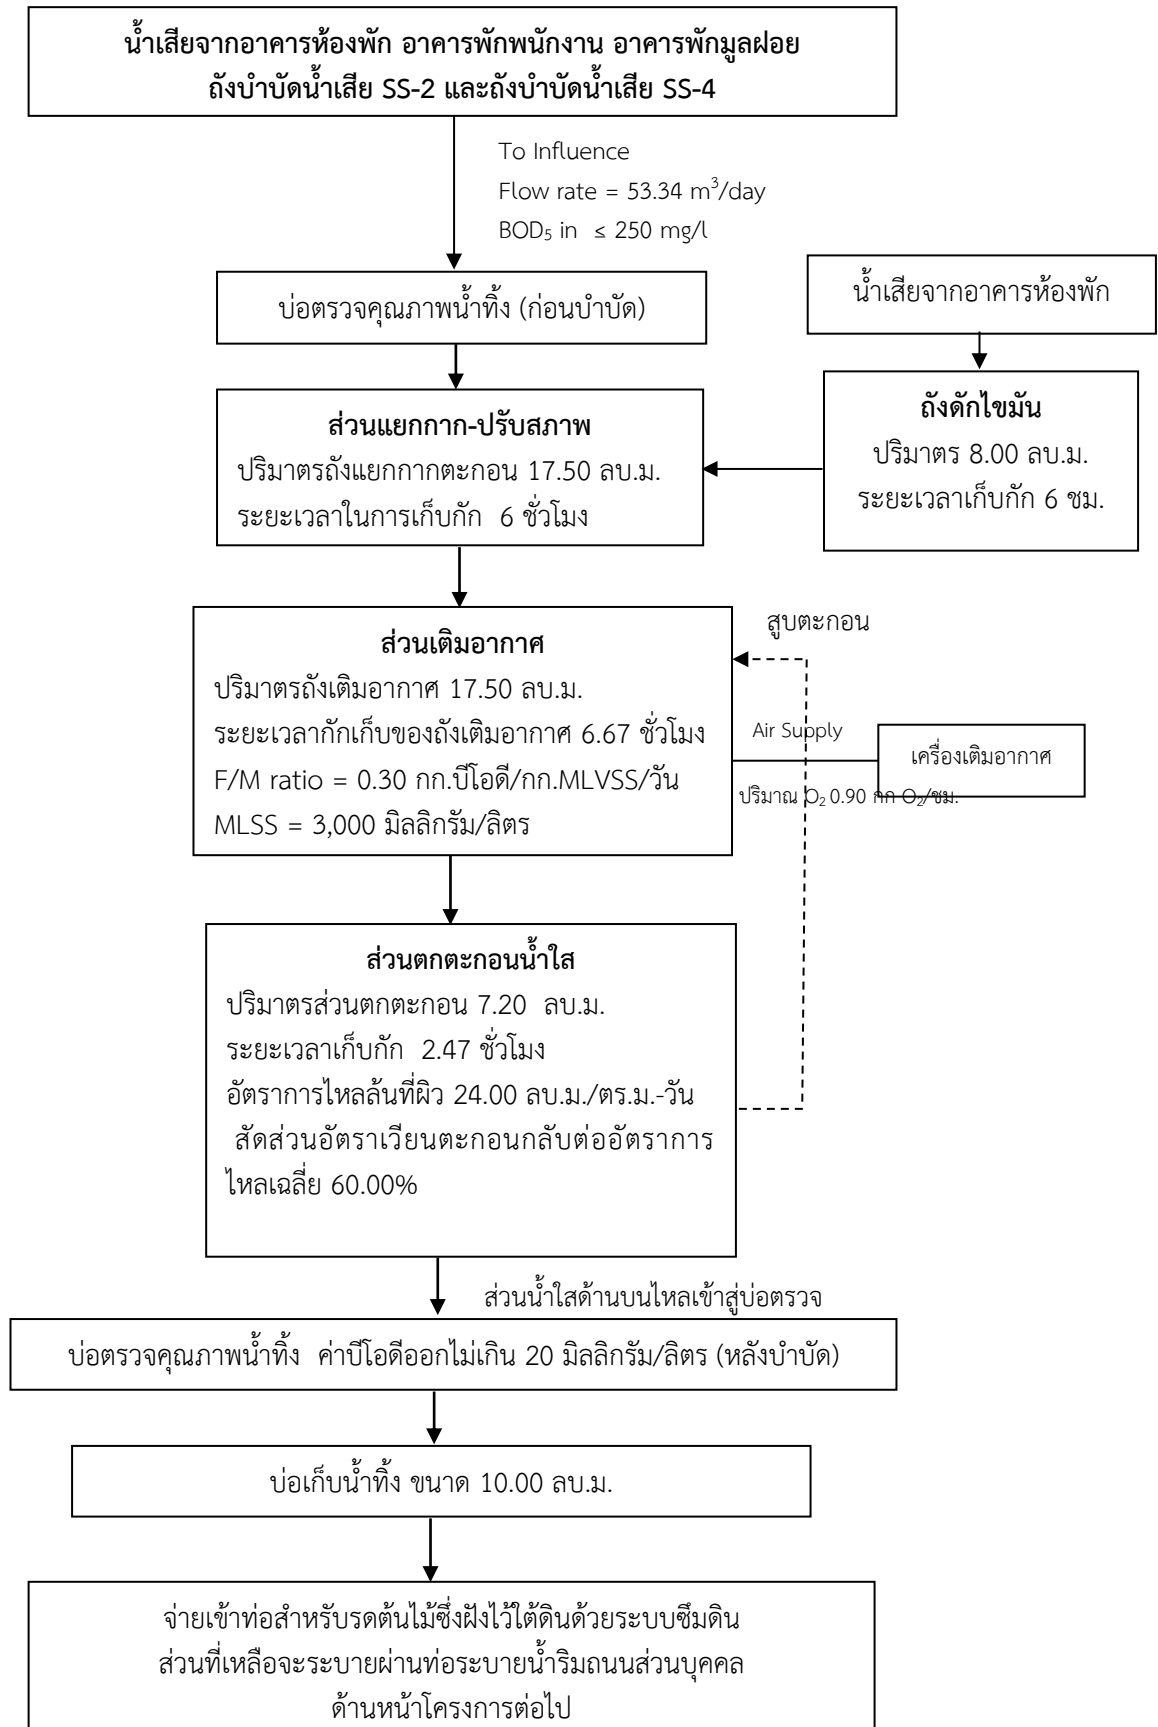 น้ำเสียจากอาคารห้องพัก อาคารพักพนักงาน อาคารพักมูลฝอย
ถังบำบัดน้ำเสีย SS-2 และถังบำบัดน้ำเสีย SS-4
To Influence
Flow rate = 53.34 m³/day
BOD₅ in ≤ 250 mg/l
น้ำเสียจากอาคารห้องพัก
บ่อตรวจคุณภาพน้ำทิ้ง (ก่อนบำบัด)
ถังดักไขมัน
ปริมาตร 8.00 ลบ.ม.
ระยะเวลาเก็บกัก 6 ชม.
ส่วนแยกกาก-ปรับสภาพ
ปริมาตรถังแยกกากตะกอน 17.50 ลบ.ม.
ระยะเวลาในการเก็บกัก 6 ชั่วโมง
สูบตะกอน
ส่วนเติมอากาศ
ปริมาตรถังเติมอากาศ 17.50 ลบ.ม.
ระยะเวลากักเก็บของถังเติมอากาศ 6.67 ชั่วโมง
F/M ratio = 0.30 กก.บีโอดี/กก.MLVSS/วัน
MLSS = 3,000 มิลลิกรัม/ลิตร
Air Supply
เครื่องเติมอากาศ
ปริมาณ O₂ 0.90 กก O₂/ชม.
ส่วนตกตะกอนน้ำใส
ปริมาตรส่วนตกตะกอน 7.20 ลบ.ม.
ระยะเวลาเก็บกัก 2.47 ชั่วโมง
อัตราการไหลล้นที่ผิว 24.00 ลบ.ม./ตร.ม.-วัน
สัดส่วนอัตราเวียนตะกอนกลับต่ออัตราการ
ไหลเฉลี่ย 60.00%
ส่วนน้ำใสด้านบนไหลเข้าสู่บ่อตรวจ
บ่อตรวจคุณภาพน้ำทิ้ง ค่าบีโอดีออกไม่เกิน 20 มิลลิกรัม/ลิตร (หลังบำบัด)
บ่อเก็บน้ำทิ้ง ขนาด 10.00 ลบ.ม.
จ่ายเข้าท่อสำหรับรดต้นไม้ซึ่งฝังไว้ใต้ดินด้วยระบบซึมดิน
ส่วนที่เหลือจะระบายผ่านท่อระบายน้ำริมถนนส่วนบุคคล
ด้านหน้าโครงการต่อไป